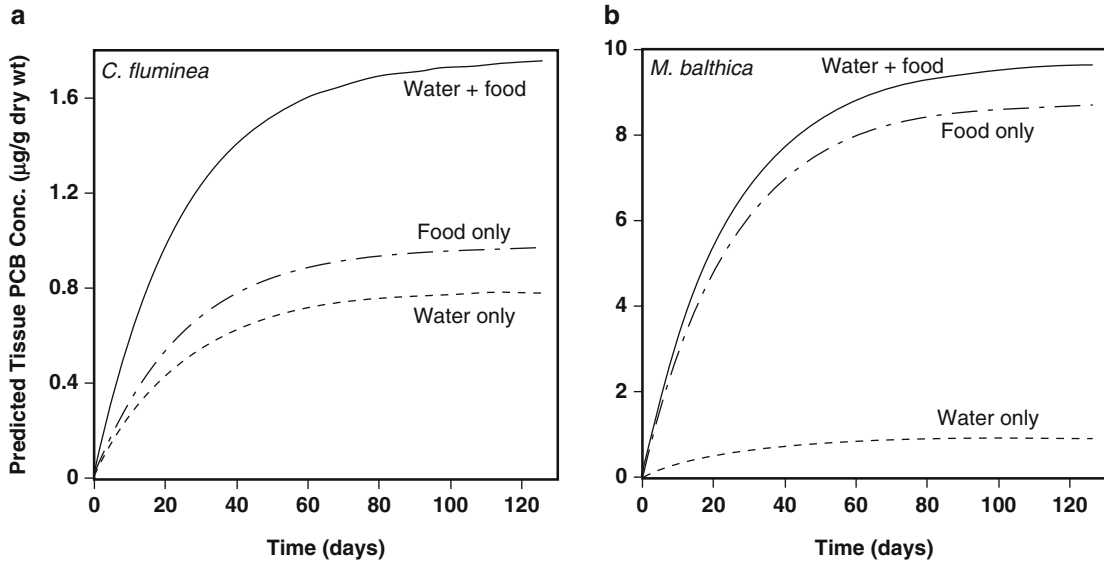 a
C. fluminea
Water + food
Food only
Water only
Predicted Tissue PCB Conc. (µg/g dry wt)
1.6
1.2
0.8
0.4
0
0 20 40 60 80 100 120
Time (days)
b
M. balthica
Water + food
Food only
Water only
10
8
6
4
2
0
0 20 40 60 80 100 120
Time (days)